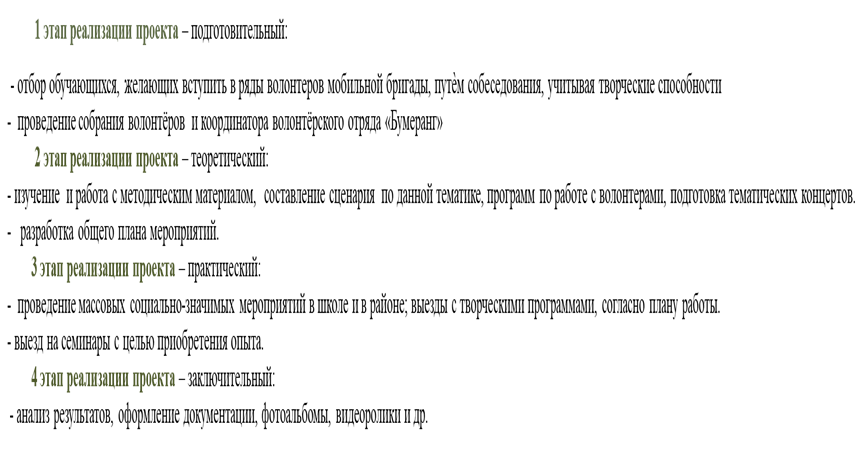 1 этап реализации проекта – подготовительный:
- отбор обучающихся, желающих вступить в ряды волонтеров мобильной бригады, путѐм собеседования, учитывая творческие способности
- проведение собрания волонтёров и координатора волонтёрского отряда «Бумеранг»
2 этап реализации проекта – теоретический:
- изучение и работа с методическим материалом, составление сценария по данной тематике, программ по работе с волонтерами, подготовка тематических концертов.
- разработка общего плана мероприятий.
3 этап реализации проекта – практический:
- проведение массовых социально-значимых мероприятий в школе и в районе; выезды с творческими программами, согласно плану работы.
- выезд на семинары с целью приобретения опыта.
4 этап реализации проекта – заключительный:
- анализ результатов, оформление документации, фотоальбомы, видеоролики и др.